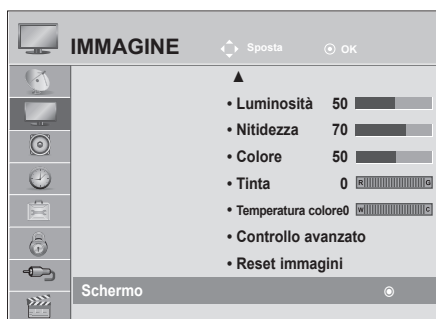 IMMAGINE Sposta OK
• Luminosità 50
• Nitidezza 70
• Colore 50
• Tinta 0 R G
• Temperatura colore0 W C
• Controllo avanzato
• Reset immagini
Schermo